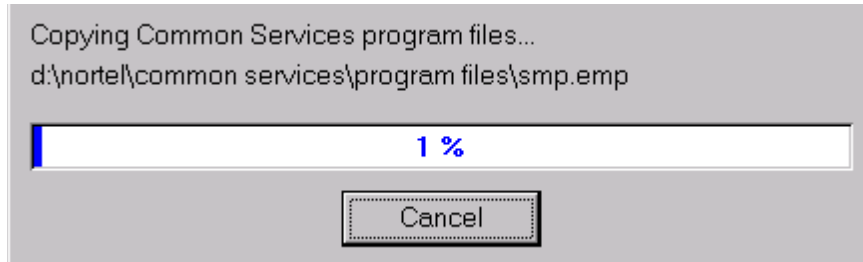 Copying Common Services program files...
d:\nortel\common services\program files\smp.emp
1 %
Cancel